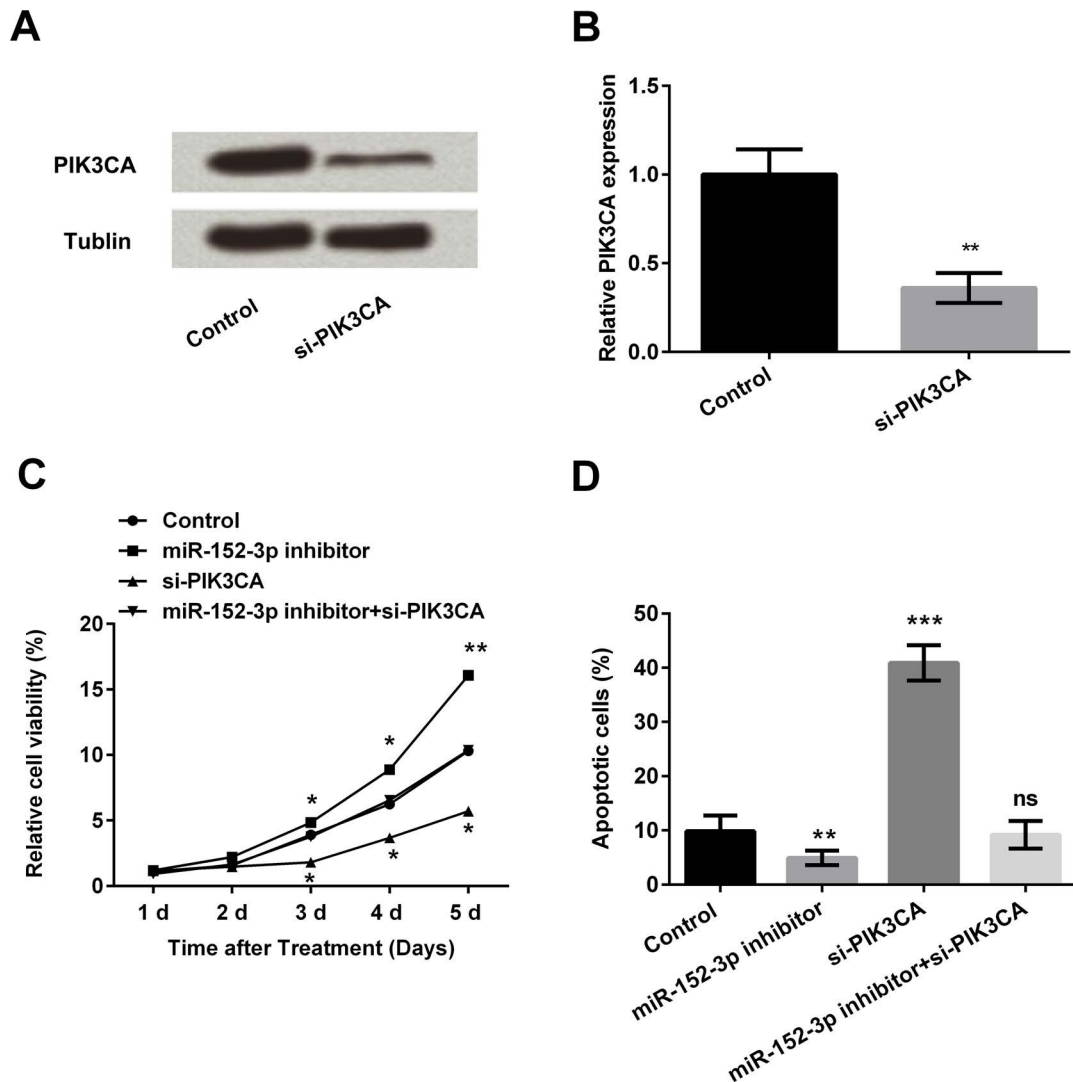 A
PIK3CA
Tublin
Control
si-PIK3CA
B
Relative PIK3CA expression
1.5
1.0
0.5
0.0
**
Control
si-PIK3CA
C
Control
miR-152-3p inhibitor
si-PIK3CA
miR-152-3p inhibitor+si-PIK3CA
Relative cell viability (%)
20
15
10
5
0
**
*
*
*
*
*
1 d 2 d 3 d 4 d 5 d
Time after Treatment (Days)
D
Apoptotic cells (%)
50
40
30
20
10
0
**
***
ns
Control
miR-152-3p inhibitor
si-PIK3CA
miR-152-3p inhibitor+si-PIK3CA